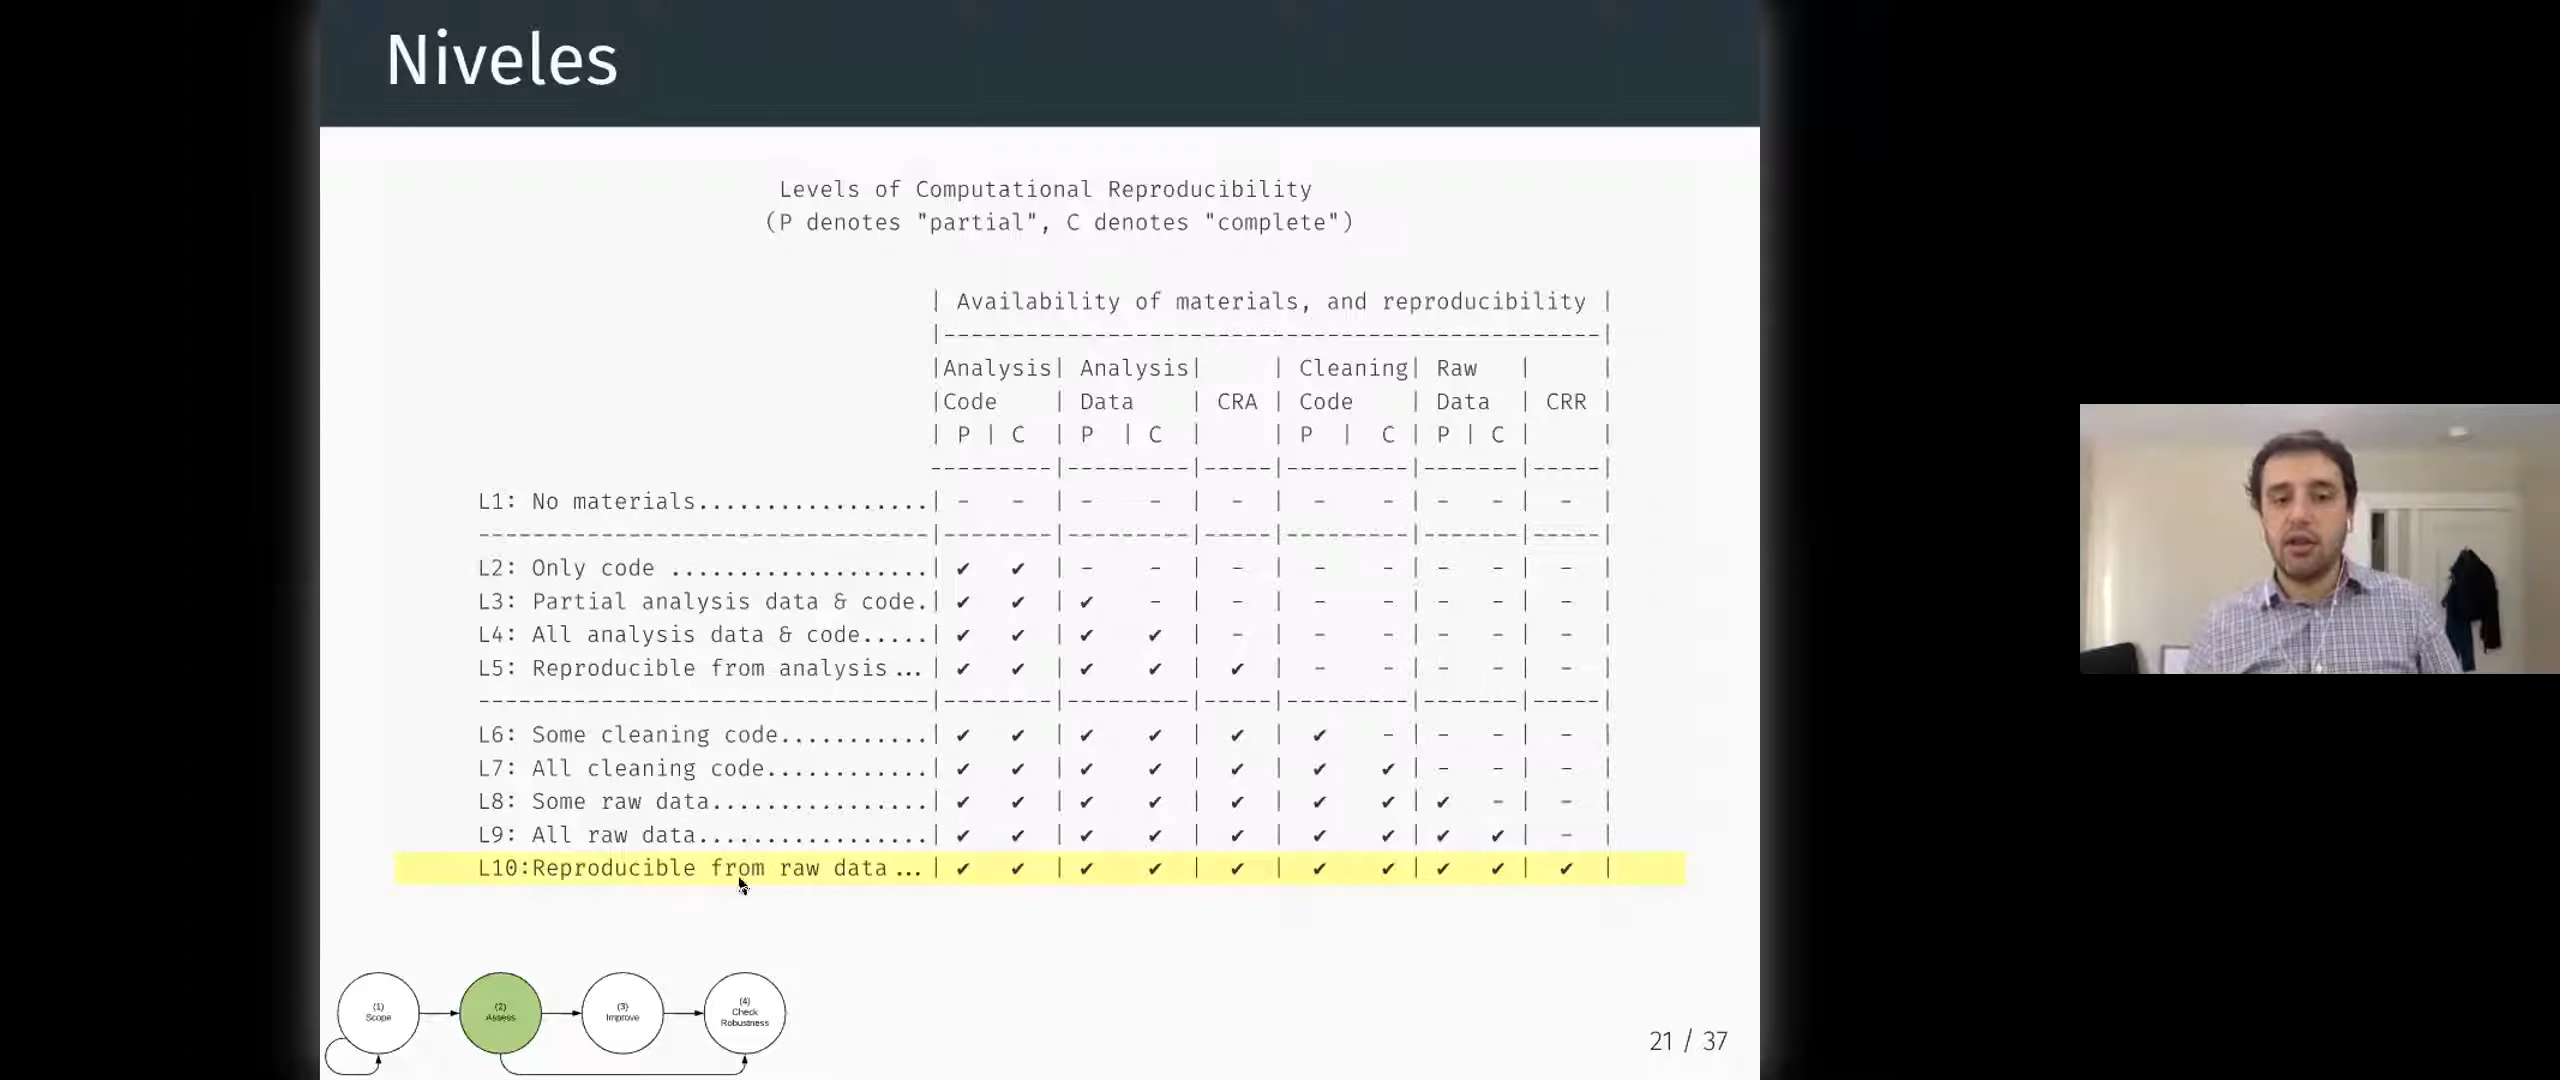 Niveles
Levels of Computational Reproducibility
(P denotes "partial", C denotes "complete")
| Availability of materials, and reproducibility |
|------------------------------------------------|
|Analysis| Analysis| | Cleaning| Raw | |
|Code | Data | CRA | Code | Data | CRR |
| P | C | P | C | | P | C | P | C | |
---------|---------|-----|---------|-------|-----|
L1: No materials.................| - - | - - | - | - - | - - | - |
---------------------------------|--------|---------|-----|---------|-------|-----|
L2: Only code ...................| ✔ ✔ | - - | - | - - | - - | - |
L3: Partial analysis data & code.| ✔ ✔ | ✔ - | - | - - | - - | - |
L4: All analysis data & code.....| ✔ ✔ | ✔ ✔ | - | - - | - - | - |
L5: Reproducible from analysis...| ✔ ✔ | ✔ ✔ | ✔ | - - | - - | - |
---------------------------------|--------|---------|-----|---------|-------|-----|
L6: Some cleaning code...........| ✔ ✔ | ✔ ✔ | ✔ | ✔ - | - - | - |
L7: All cleaning code............| ✔ ✔ | ✔ ✔ | ✔ | ✔ ✔ | - - | - |
L8: Some raw data................| ✔ ✔ | ✔ ✔ | ✔ | ✔ ✔ | ✔ - | - |
L9: All raw data.................| ✔ ✔ | ✔ ✔ | ✔ | ✔ ✔ | ✔ ✔ | - |
L10:Reproducible from raw data...| ✔ ✔ | ✔ ✔ | ✔ | ✔ ✔ | ✔ ✔ | ✔ |
(1)
Scope
(2)
Assess
(3)
Improve
(4)
Check
Robustness
21 / 37